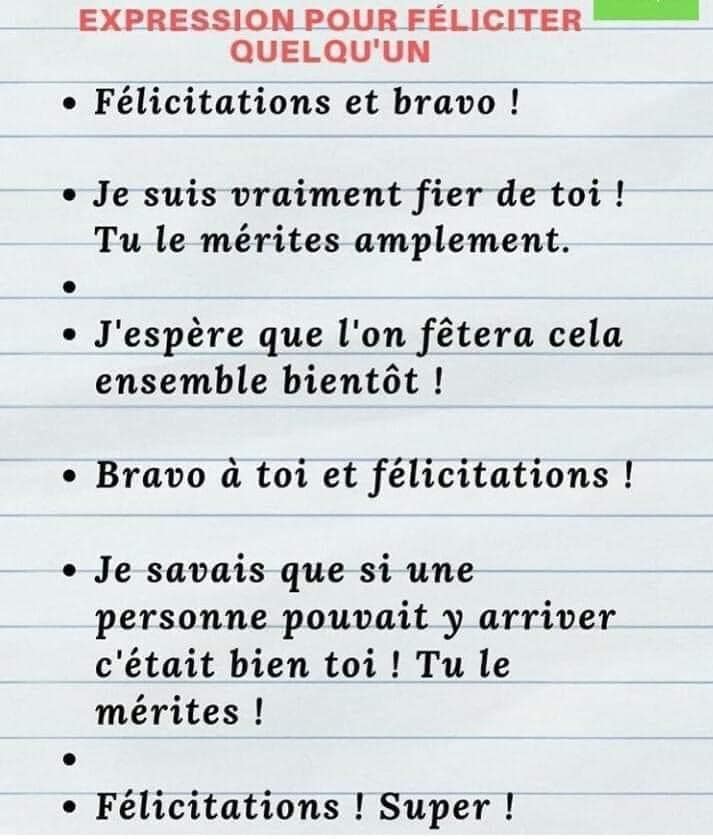 EXPRESSION POUR FÉLICITER
QUELQU'UN
• Félicitations et bravo !
• Je suis vraiment fier de toi !
Tu le mérites amplement.
•
• J'espère que l'on fêtera cela
ensemble bientôt !
• Bravo à toi et félicitations !
• Je savais que si une
personne pouvait y arriver
c'était bien toi ! Tu le
mérites !
•
• Félicitations ! Super !